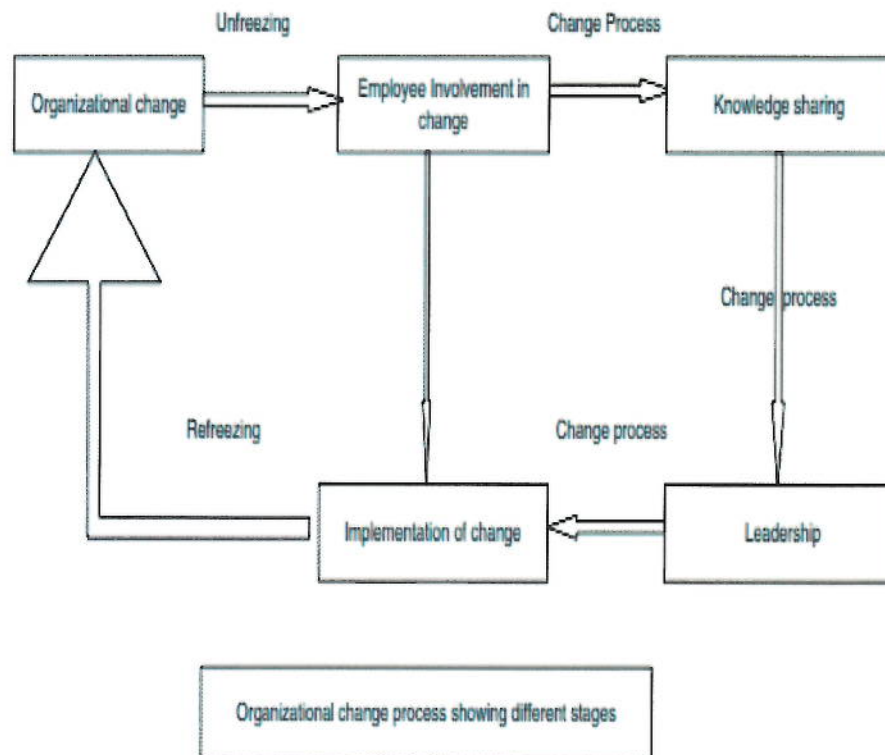 Unfreezing
Change Process
Organizational change
Employee Involvement in
change
Knowledge sharing
Change process
Refreezing
Change process
Implementation of change
Leadership
Organizational change process showing different stages